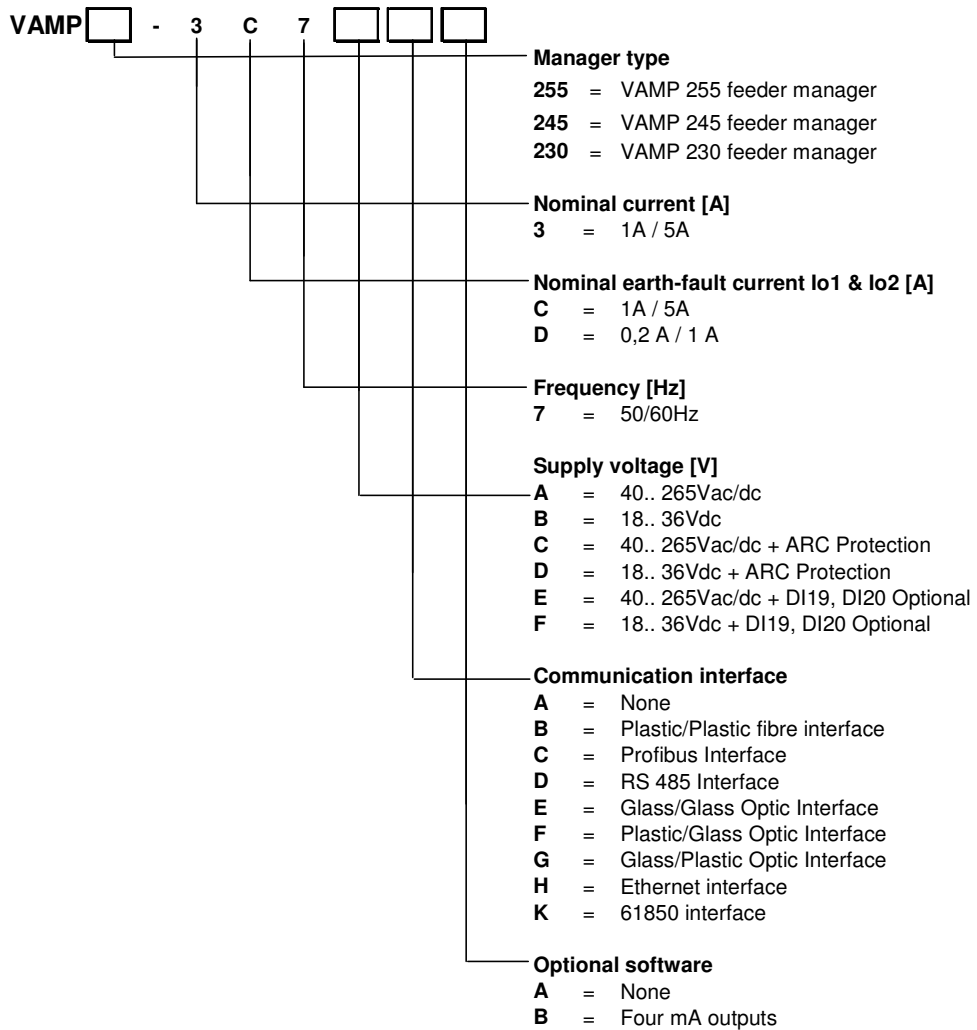 VAMP - 3 C 7
Manager type
255 = VAMP 255 feeder manager
245 = VAMP 245 feeder manager
230 = VAMP 230 feeder manager
Nominal current [A]
3 = 1A / 5A
Nominal earth-fault current Io1 & Io2 [A]
C = 1A / 5A
D = 0,2 A / 1 A
Frequency [Hz]
7 = 50/60Hz
Supply voltage [V]
A = 40.. 265Vac/dc
B = 18.. 36Vdc
C = 40.. 265Vac/dc + ARC Protection
D = 18.. 36Vdc + ARC Protection
E = 40.. 265Vac/dc + DI19, DI20 Optional
F = 18.. 36Vdc + DI19, DI20 Optional
Communication interface
A = None
B = Plastic/Plastic fibre interface
C = Profibus Interface
D = RS 485 Interface
E = Glass/Glass Optic Interface
F = Plastic/Glass Optic Interface
G = Glass/Plastic Optic Interface
H = Ethernet interface
K = 61850 interface
Optional software
A = None
B = Four mA outputs